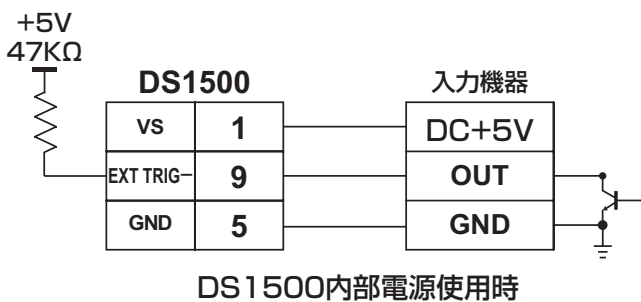 +5V
47KΩ
DS1500
入力機器
VS 1 DC+5V
EXT TRIG− 9 OUT
GND 5 GND
DS1500内部電源使用時